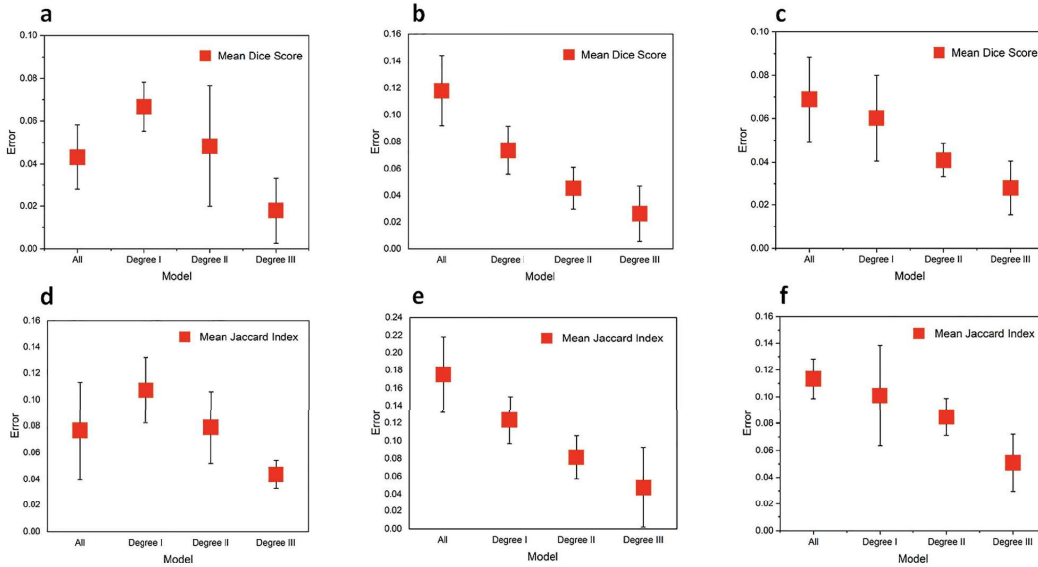 a
0.10
0.08
0.06
0.04
0.02
0.00
Error
Mean Dice Score
All
Degree I
Degree II
Degree III
Model
b
0.16
0.14
0.12
0.10
0.08
0.06
0.04
0.02
0.00
Error
Mean Dice Score
All
Degree I
Degree II
Degree III
Model
c
0.10
0.08
0.06
0.04
0.02
0.00
Error
Mean Dice Score
All
Degree I
Degree II
Degree III
Model
d
0.16
0.14
0.12
0.10
0.08
0.06
0.04
0.02
0.00
Error
Mean Jaccard Index
All
Degree I
Degree II
Degree III
Model
e
0.24
0.22
0.20
0.18
0.16
0.14
0.12
0.10
0.08
0.06
0.04
0.02
0.00
Error
Mean Jaccard Index
All
Degree I
Degree II
Degree III
Model
f
0.16
0.14
0.12
0.10
0.08
0.06
0.04
0.02
0.00
Error
Mean Jaccard Index
All
Degree I
Degree II
Degree III
Model